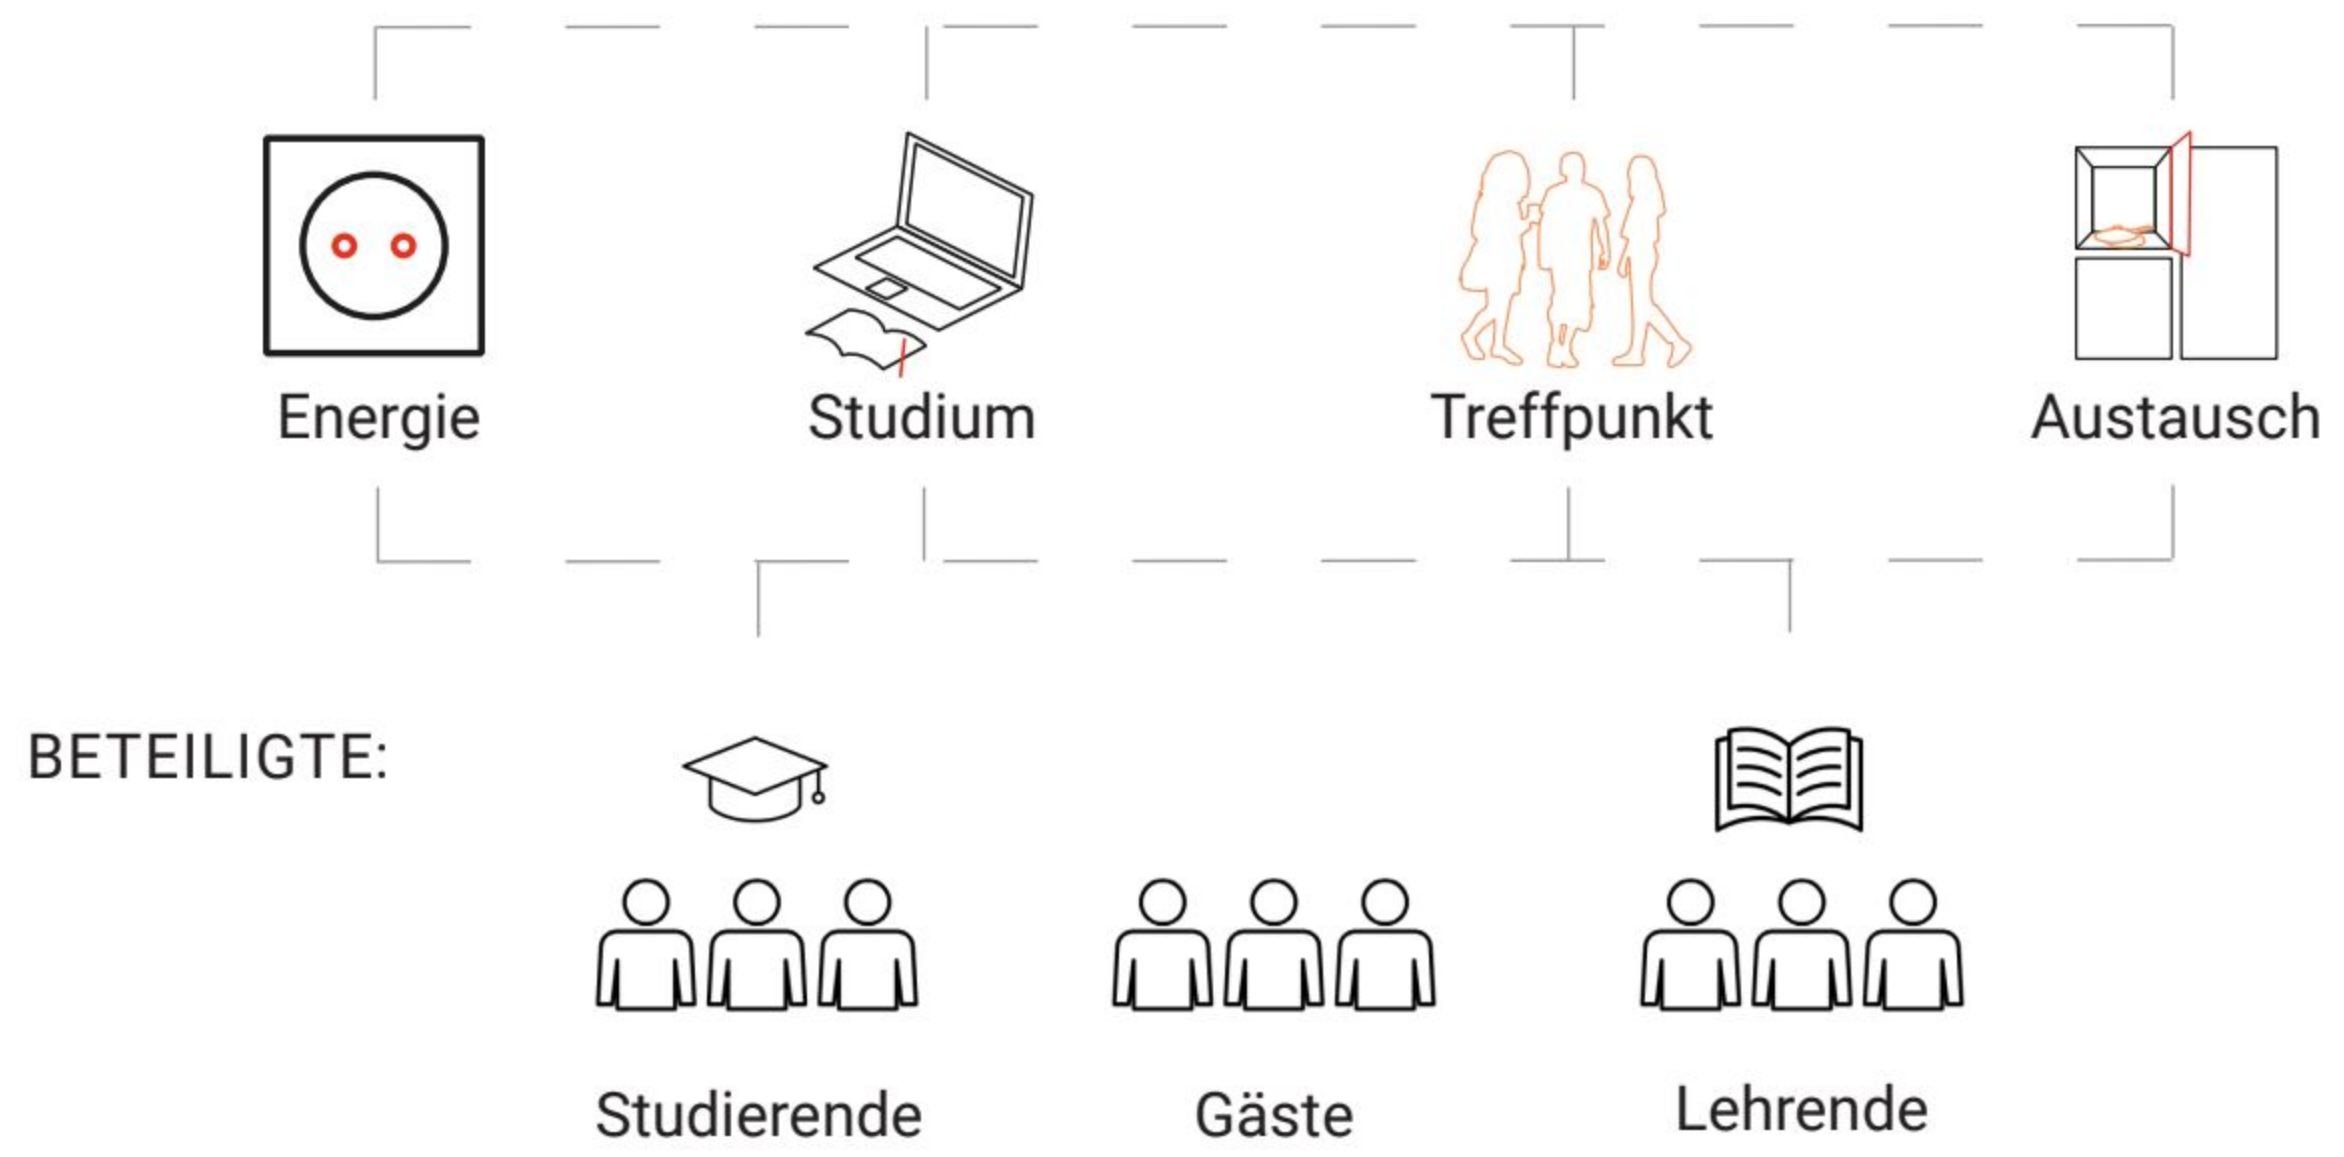 Energie
Studium
Treffpunkt
Austausch
BETEILIGTE:
Studierende
Gäste
Lehrende